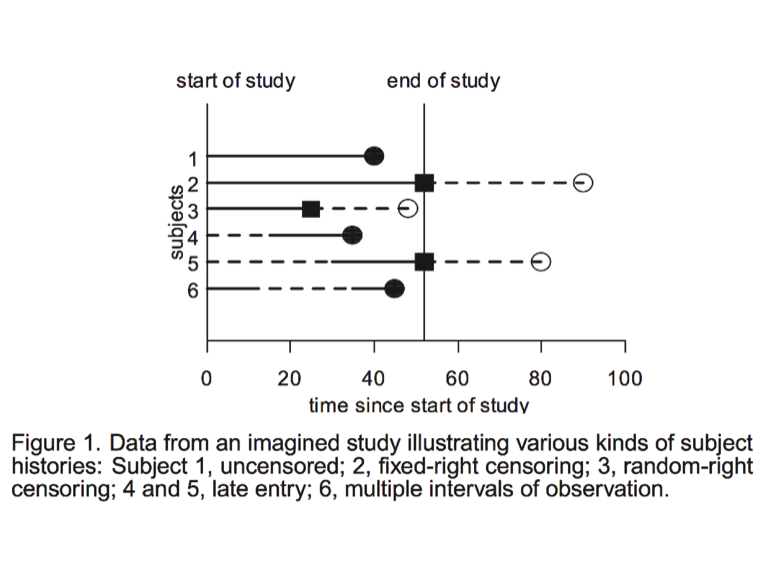 start of study end of study
1
2
3
4
5
6
subjects
0 20 40 60 80 100
time since start of study
Figure 1. Data from an imagined study illustrating various kinds of subject
histories: Subject 1, uncensored; 2, fixed-right censoring; 3, random-right
censoring; 4 and 5, late entry; 6, multiple intervals of observation.